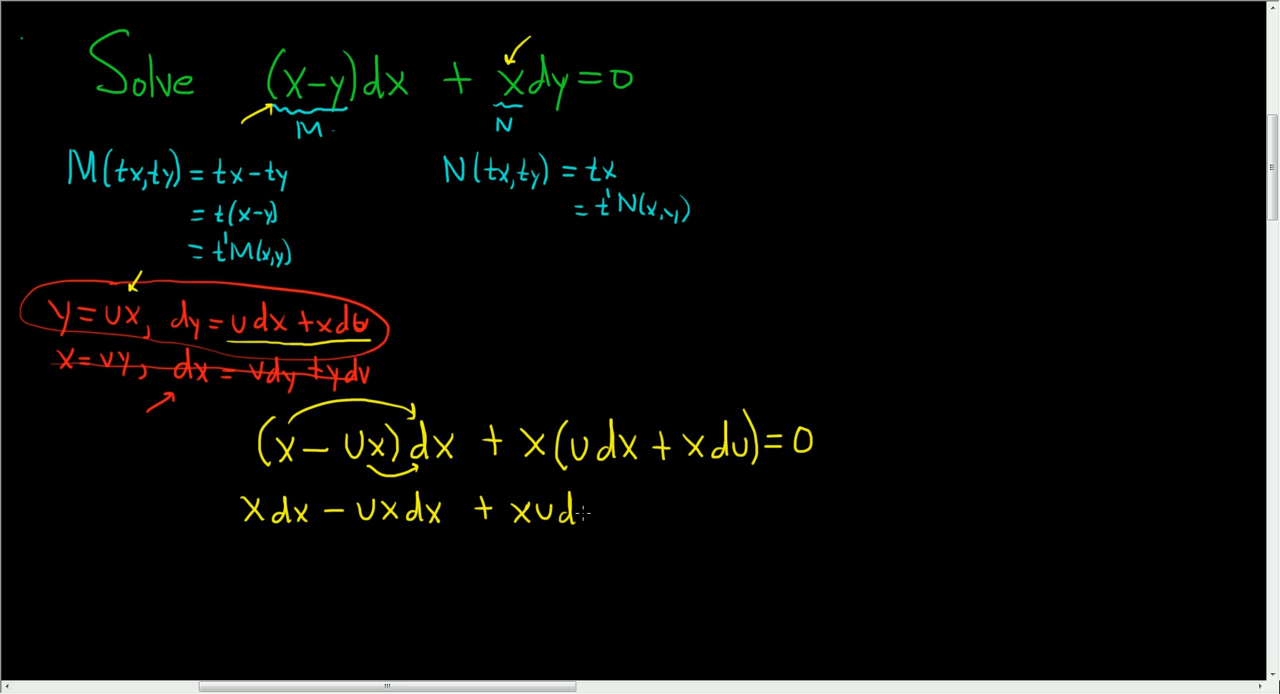 Solve (x-y)dx + xdy = 0
M N
M(tx,ty) = tx-ty N(tx,ty) = tx
= t(x-y) = t¹N(x,y)
= t¹M(x,y)
y = ux, dy = udx + xdu
x = vy, dx = vdy + ydv
(x - ux)dx + x(udx + xdu) = 0
xdx - uxdx + xud